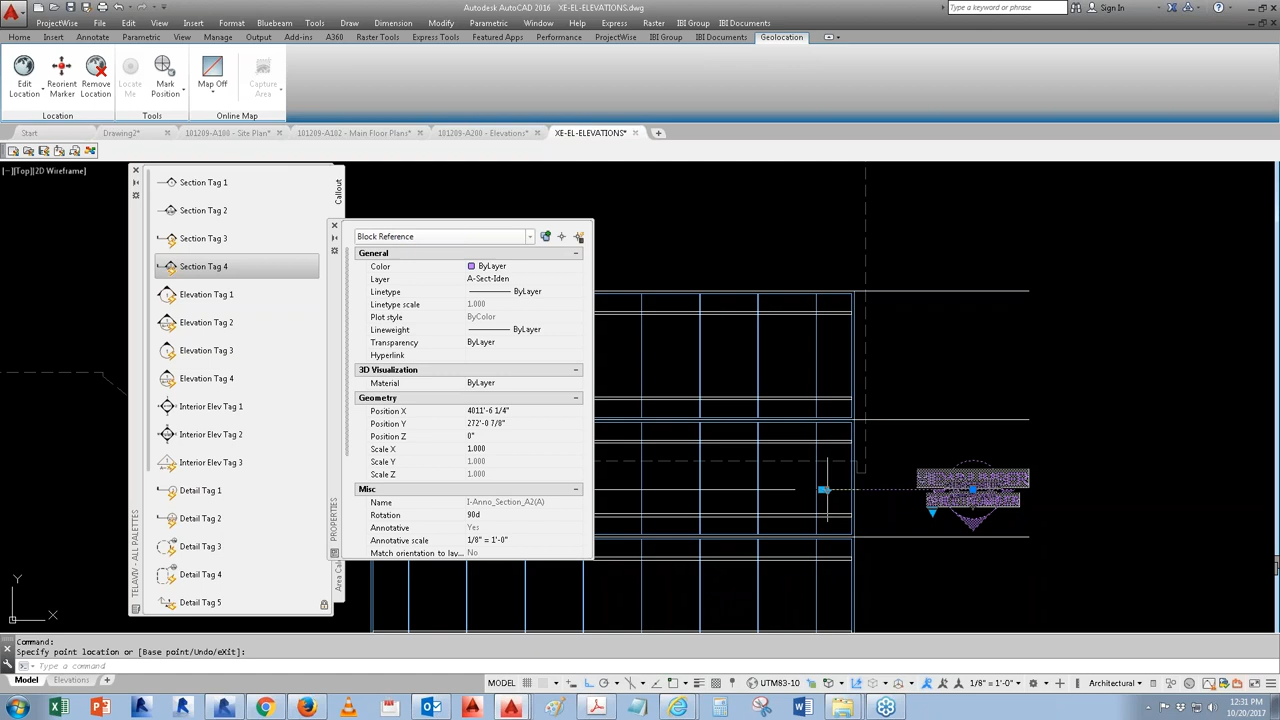 Autodesk AutoCAD 2016  XE-EL-ELEVATIONS.dwg
Type a keyword or phrase
Sign In
ProjectWise File Edit View Insert Format Bluebeam Tools Draw Dimension Modify Parametric Window Help Express IBI Group IBI Documents
Home Insert Annotate Parametric View Manage Output Add-ins A360 Raster Tools Express Tools Featured Apps Performance ProjectWise IBI Group IBI Documents Geolocation
Edit Location
Reorient Marker
Remove Location
Locate Me
Mark Position
Map Off
Capture Area
Location Tools Online Map
Start Drawing2* 101209-A100 - Site Plan* 101209-A102 - Main Floor Plans* 101209-A200 - Elevations* XE-EL-ELEVATIONS*
[−][Top][2D Wireframe]
Section Tag 1
Section Tag 2
Section Tag 3
Section Tag 4
Elevation Tag 1
Elevation Tag 2
Elevation Tag 3
Elevation Tag 4
Interior Elev Tag 1
Interior Elev Tag 2
Interior Elev Tag 3
Detail Tag 1
Detail Tag 2
Detail Tag 3
Detail Tag 4
Detail Tag 5
Callout
TELAVIV - ALL PALETTES
PROPERTIES
Block Reference
General
Color ByLayer
Layer A-Sect-Iden
Linetype ByLayer
Linetype scale 1.000
Plot style ByColor
Lineweight ByLayer
Transparency ByLayer
Hyperlink
3D Visualization
Material ByLayer
Geometry
Position X 4011'-6 1/4"
Position Y 272'-0 7/8"
Position Z 0"
Scale X 1.000
Scale Y 1.000
Scale Z 1.000
Misc
Name I-Anno_Section_A2(A)
Rotation 90d
Annotative Yes
Annotative scale 1/8" = 1'-0"
Match orientation to lay... No
Y
X
Command:
Specify point location or [Base point/Undo/eXit]:
Type a command
Model Elevations +
MODEL UTM83-10 1/8" = 1'-0" Architectural
12:31 PM
10/20/2017